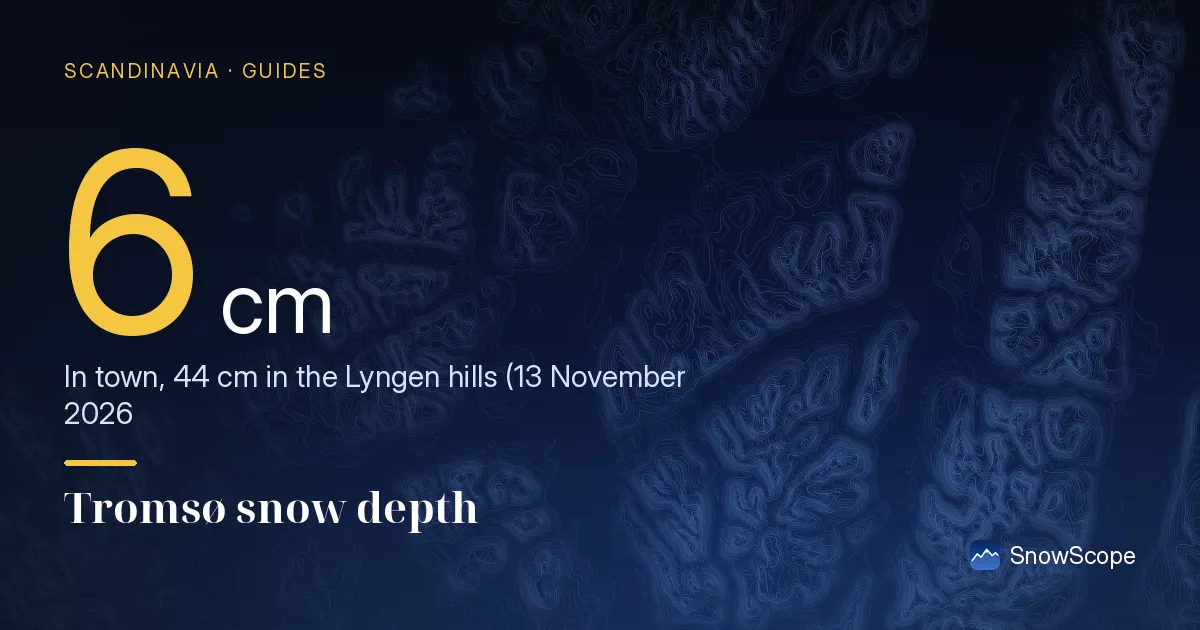 SCANDINAVIA · GUIDES
6 cm
In town, 44 cm in the Lyngen hills (13 November
2026
Tromsø snow depth
SnowScope